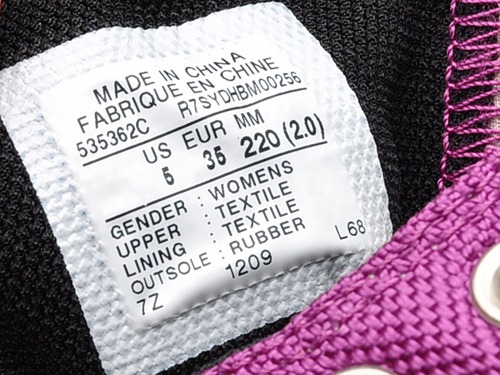 MADE IN CHINA
FABRIQUE EN CHINE
535362C R7SYDHBM00256
US EUR MM
5 35 220 (2.0)
GENDER : WOMENS
UPPER : TEXTILE
LINING : TEXTILE
OUTSOLE : RUBBER
7Z 1209 L68